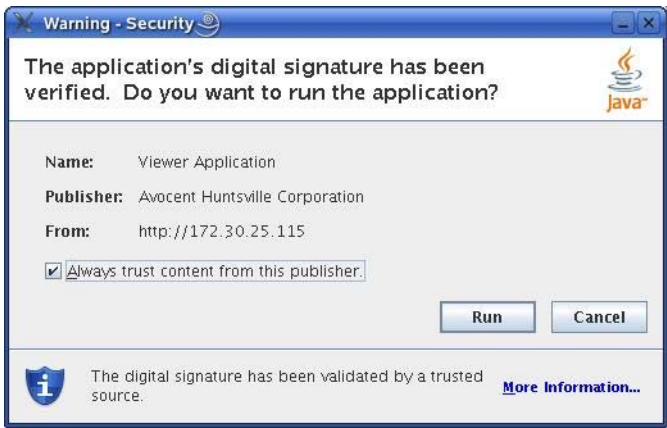 Warning - Security
The application's digital signature has been
verified. Do you want to run the application?
Java™
Name: Viewer Application
Publisher: Avocent Huntsville Corporation
From: http://172.30.25.115
Always trust content from this publisher.
Run Cancel
The digital signature has been validated by a trusted
source.
More Information...